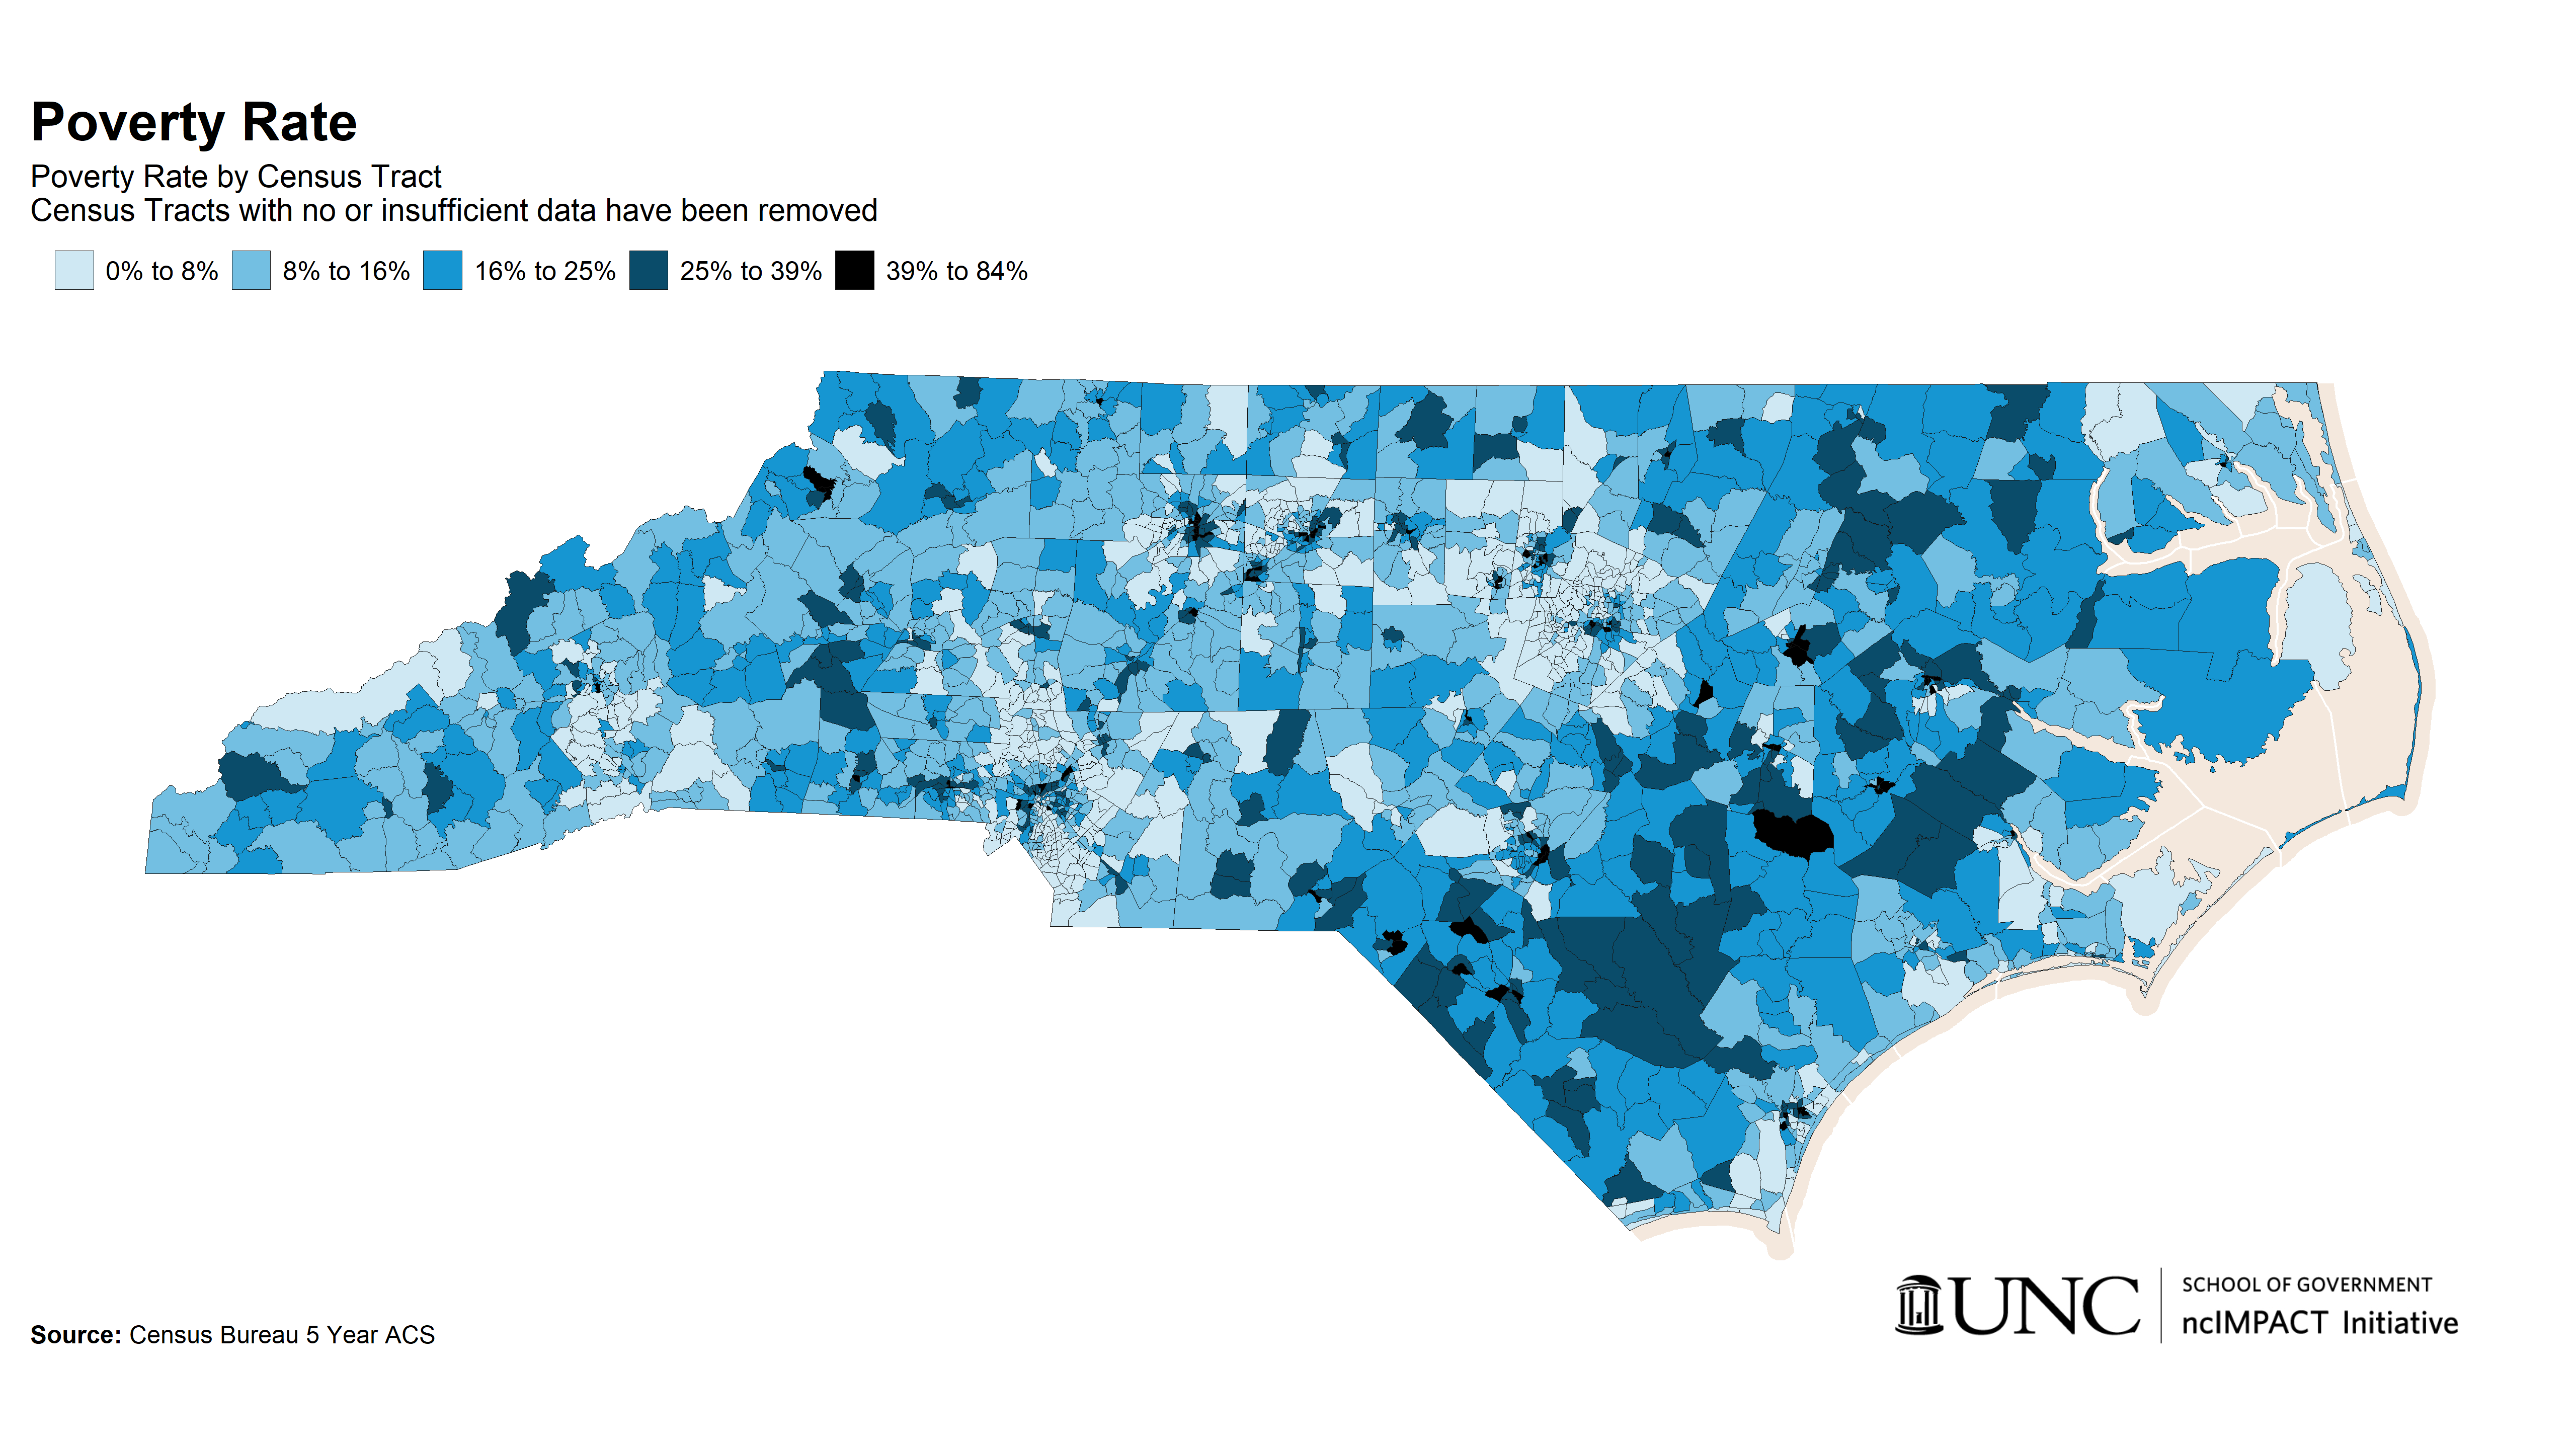 Poverty Rate
Poverty Rate by Census Tract
Census Tracts with no or insufficient data have been removed
0% to 8% 8% to 16% 16% to 25% 25% to 39% 39% to 84%
UNC SCHOOL OF GOVERNMENT
ncIMPACT Initiative
Source: Census Bureau 5 Year ACS